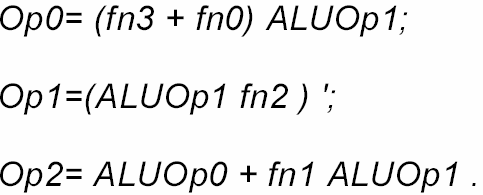 Op0= (fn3 + fn0) ALUOp1;
Op1=(ALUOp1 fn2 ) ';
Op2= ALUOp0 + fn1 ALUOp1 .